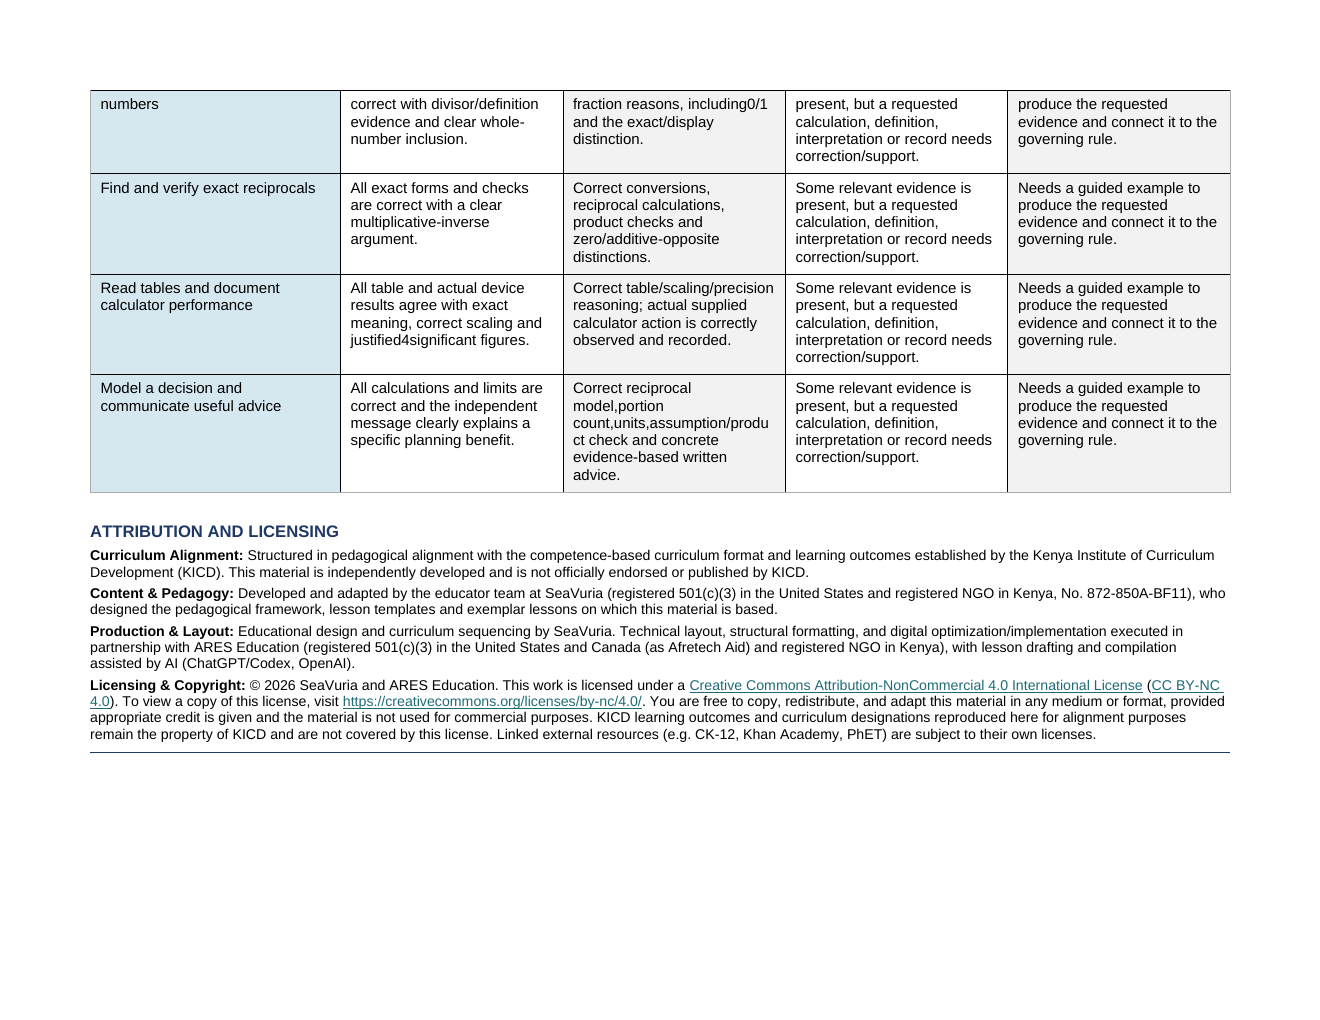 numbers
correct with divisor/definition
evidence and clear whole-
number inclusion.
fraction reasons, including0/1
and the exact/display
distinction.
present, but a requested
calculation, definition,
interpretation or record needs
correction/support.
produce the requested
evidence and connect it to the
governing rule.
Find and verify exact reciprocals
All exact forms and checks
are correct with a clear
multiplicative-inverse
argument.
Correct conversions,
reciprocal calculations,
product checks and
zero/additive-opposite
distinctions.
Some relevant evidence is
present, but a requested
calculation, definition,
interpretation or record needs
correction/support.
Needs a guided example to
produce the requested
evidence and connect it to the
governing rule.
Read tables and document
calculator performance
All table and actual device
results agree with exact
meaning, correct scaling and
justified4significant figures.
Correct table/scaling/precision
reasoning; actual supplied
calculator action is correctly
observed and recorded.
Some relevant evidence is
present, but a requested
calculation, definition,
interpretation or record needs
correction/support.
Needs a guided example to
produce the requested
evidence and connect it to the
governing rule.
Model a decision and
communicate useful advice
All calculations and limits are
correct and the independent
message clearly explains a
specific planning benefit.
Correct reciprocal
model,portion
count,units,assumption/produ
ct check and concrete
evidence-based written
advice.
Some relevant evidence is
present, but a requested
calculation, definition,
interpretation or record needs
correction/support.
Needs a guided example to
produce the requested
evidence and connect it to the
governing rule.
ATTRIBUTION AND LICENSING
Curriculum Alignment: Structured in pedagogical alignment with the competence-based curriculum format and learning outcomes established by the Kenya Institute of Curriculum
Development (KICD). This material is independently developed and is not officially endorsed or published by KICD.
Content & Pedagogy: Developed and adapted by the educator team at SeaVuria (registered 501(c)(3) in the United States and registered NGO in Kenya, No. 872-850A-BF11), who
designed the pedagogical framework, lesson templates and exemplar lessons on which this material is based.
Production & Layout: Educational design and curriculum sequencing by SeaVuria. Technical layout, structural formatting, and digital optimization/implementation executed in
partnership with ARES Education (registered 501(c)(3) in the United States and Canada (as Afretech Aid) and registered NGO in Kenya), with lesson drafting and compilation
assisted by AI (ChatGPT/Codex, OpenAI).
Licensing & Copyright: © 2026 SeaVuria and ARES Education. This work is licensed under a Creative Commons Attribution-NonCommercial 4.0 International License (CC BY-NC
4.0). To view a copy of this license, visit https://creativecommons.org/licenses/by-nc/4.0/. You are free to copy, redistribute, and adapt this material in any medium or format, provided
appropriate credit is given and the material is not used for commercial purposes. KICD learning outcomes and curriculum designations reproduced here for alignment purposes
remain the property of KICD and are not covered by this license. Linked external resources (e.g. CK-12, Khan Academy, PhET) are subject to their own licenses.